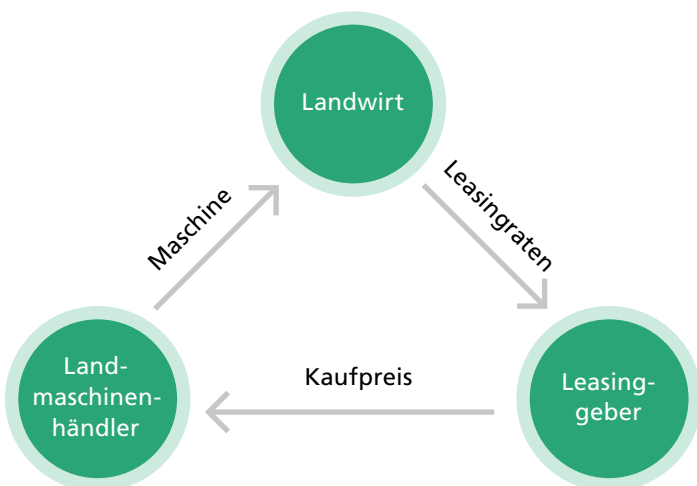 Landwirt
Maschine
Leasingraten
Kaufpreis
Land-
maschinen-
händler
Leasing-
geber